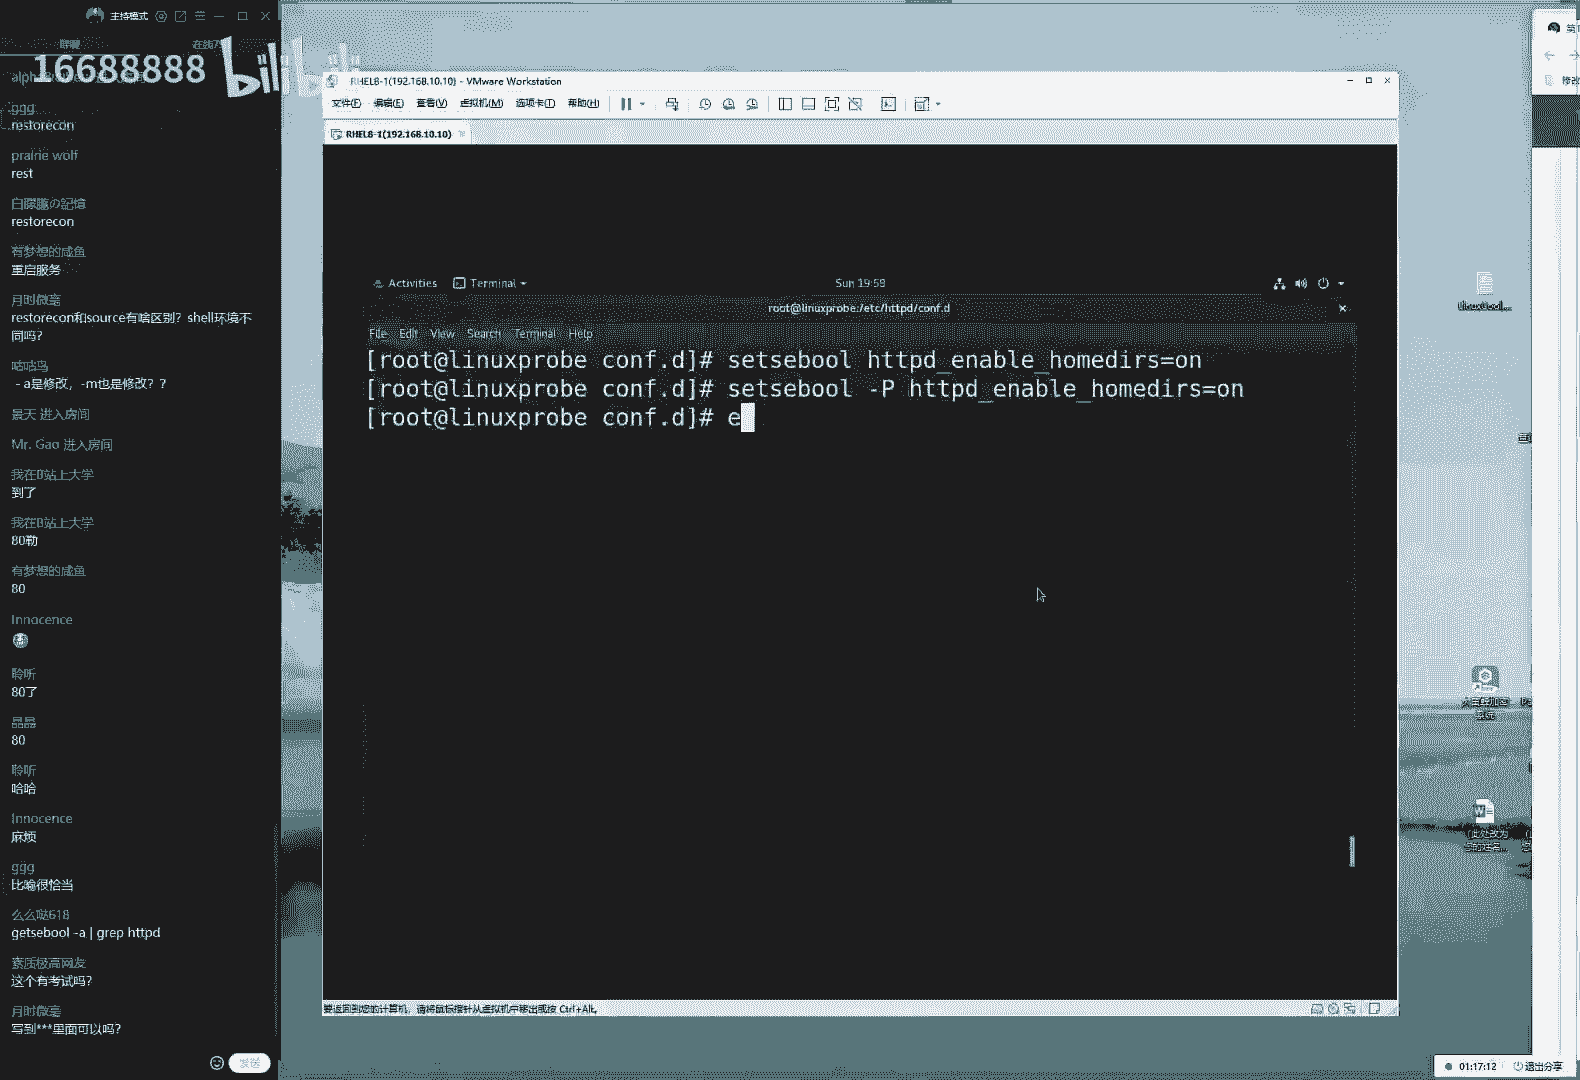 主持模式
在线
16688888
bilibili
ggg
restorecon
prairie wolf
rest
白朦朧の記憶
restorecon
有梦想的咸鱼
重启服务
月时微毫
restorecon和source有啥区别？shell环境不
同吗？
咕咕鸟
- a是修改，-m也是修改？？
景天 进入房间
Mr. Gao 进入房间
我在B站上大学
到了
我在B站上大学
80勒
有梦想的咸鱼
80
Innocence
聆听
80了
晶晶
80
聆听
哈哈
Innocence
麻烦
ggg
比喻很恰当
么么哒618
getsebool -a | grep httpd
素质极高网友
这个有考试吗？
月时微毫
写到***里面可以吗？
发送
RHEL8-1(192.168.10.10) - VMware Workstation
文件(F) 编辑(E) 查看(V) 虚拟机(M) 选项卡(T) 帮助(H)
RHEL8-1(192.168.10.10)
Activities Terminal Sun 19:59
root@linuxprobe:/etc/httpd/conf.d
File Edit View Search Terminal Help
[root@linuxprobe conf.d]# setsebool httpd_enable_homedirs=on
[root@linuxprobe conf.d]# setsebool -P httpd_enable_homedirs=on
[root@linuxprobe conf.d]# e
要返回到您的计算机，请将鼠标指针从虚拟机中移出或按 Ctrl+Alt。
01:17:12 退出分享